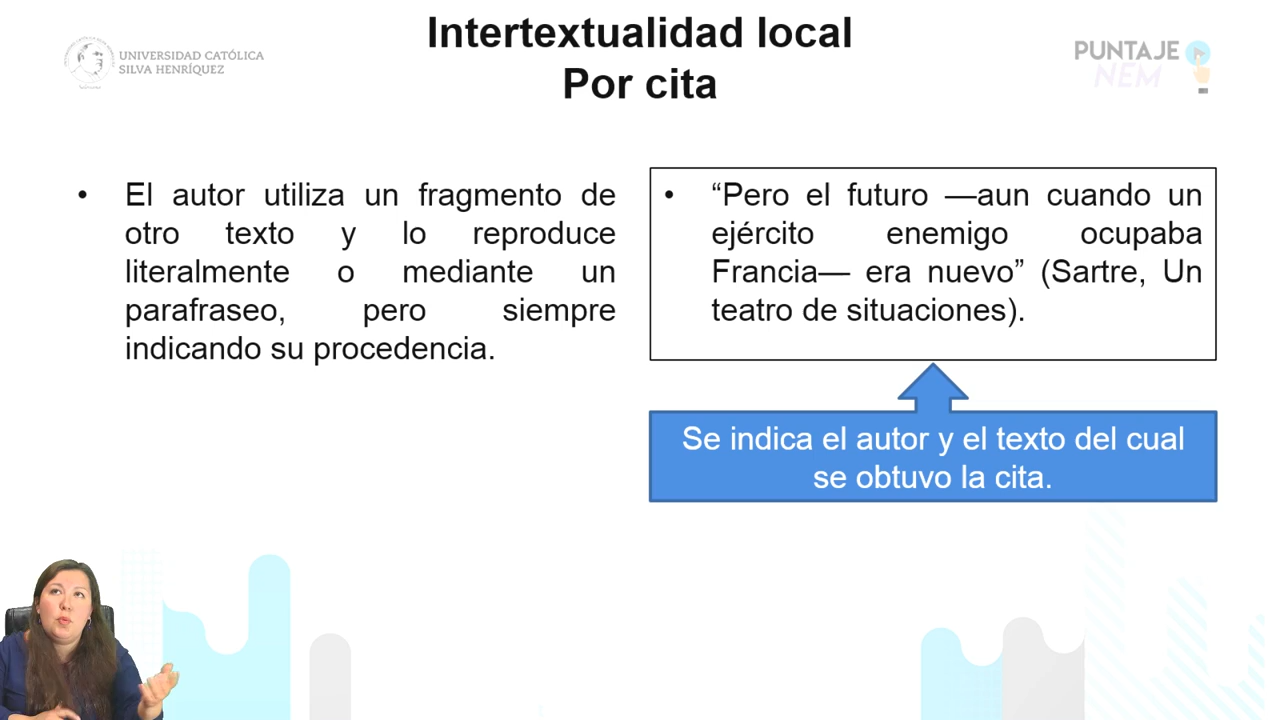 Intertextualidad local
Por cita
UNIVERSIDAD CATÓLICA
SILVA HENRÍQUEZ
PUNTAJE
NEM
• El autor utiliza un fragmento de
otro texto y lo reproduce
literalmente o mediante un
parafraseo, pero siempre
indicando su procedencia.
• “Pero el futuro —aun cuando un
ejército enemigo ocupaba
Francia— era nuevo” (Sartre, Un
teatro de situaciones).
Se indica el autor y el texto del cual
se obtuvo la cita.